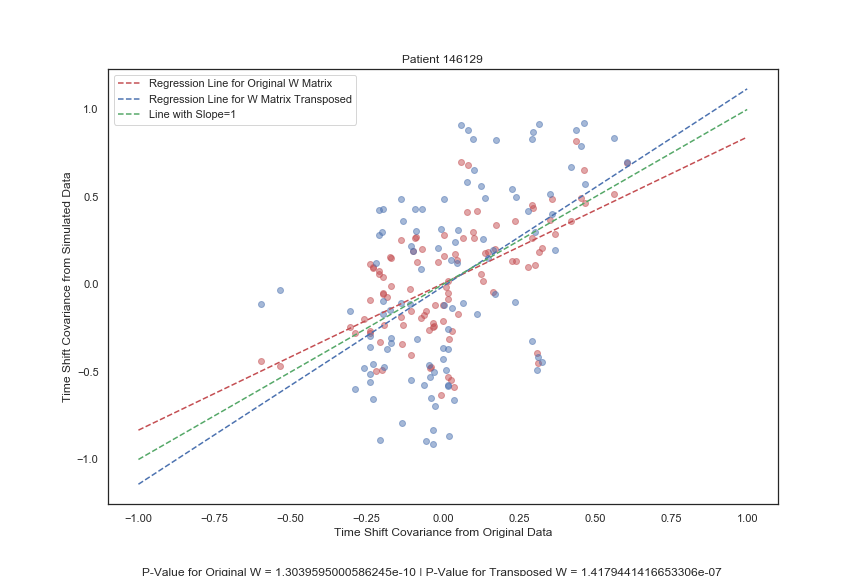 Patient 146129
Regression Line for Original W Matrix
Regression Line for W Matrix Transposed
Line with Slope=1
1.0
0.5
0.0
−0.5
−1.0
Time Shift Covariance from Simulated Data
−1.00 −0.75 −0.50 −0.25 0.00 0.25 0.50 0.75 1.00
Time Shift Covariance from Original Data
P-Value for Original W = 1.3039595000586245e-10 | P-Value for Transposed W = 1.4179441416653306e-07